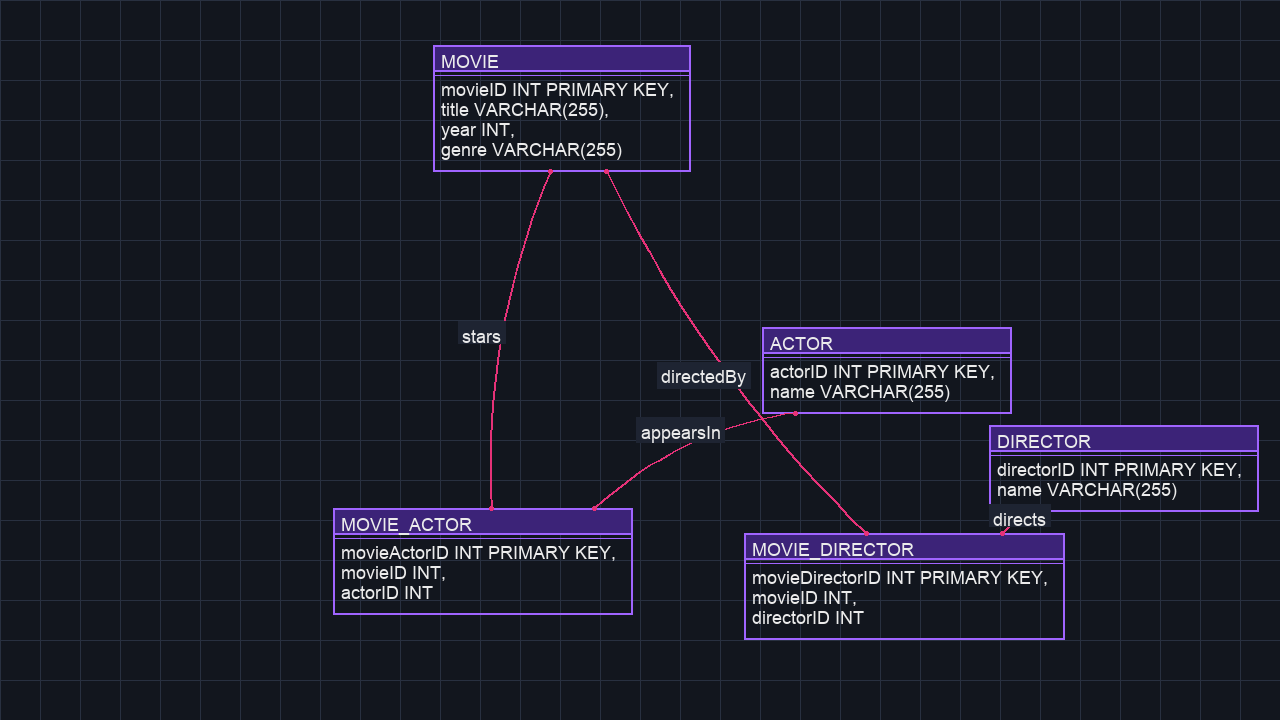 MOVIE
movieID INT PRIMARY KEY,
title VARCHAR(255),
year INT,
genre VARCHAR(255)
stars
directedBy
ACTOR
actorID INT PRIMARY KEY,
name VARCHAR(255)
appearsIn
DIRECTOR
directorID INT PRIMARY KEY,
name VARCHAR(255)
directs
MOVIE_ACTOR
movieActorID INT PRIMARY KEY,
movieID INT,
actorID INT
MOVIE_DIRECTOR
movieDirectorID INT PRIMARY KEY,
movieID INT,
directorID INT